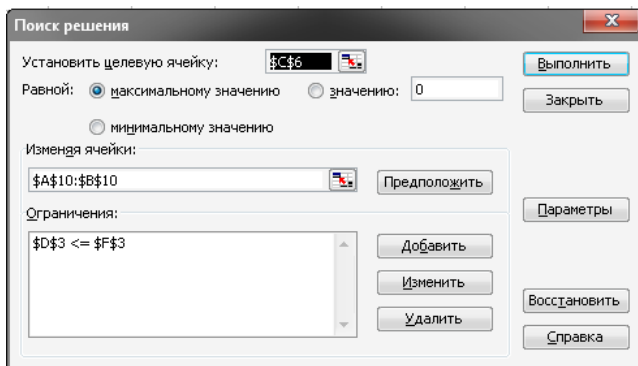 Поиск решения
Установить целевую ячейку: $C$6
Выполнить
Равной: максимальному значению значению: 0
Закрыть
минимальному значению
Изменяя ячейки:
$A$10:$B$10
Предположить
Ограничения:
Параметры
$D$3 <= $F$3
Добавить
Изменить
Удалить
Восстановить
Справка